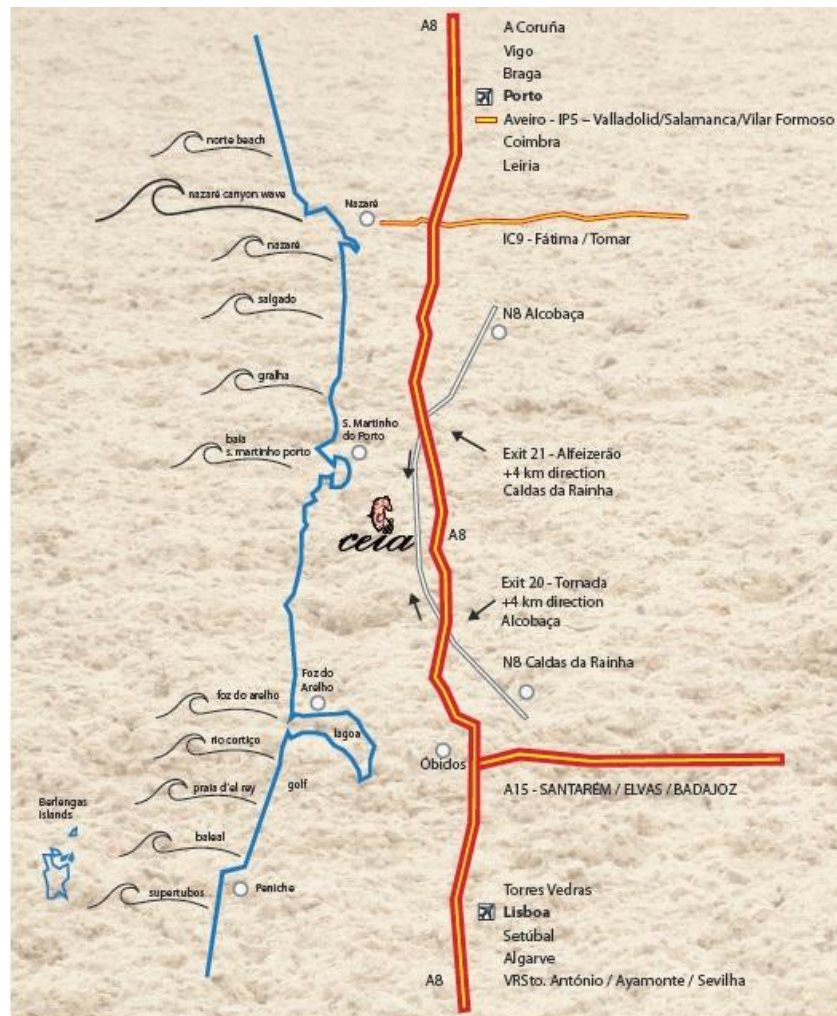 A8
A Coruña
Vigo
Braga
Porto
Aveiro - IP5 – Valladolid/Salamanca/Vilar Formoso
Coimbra
Leiria
norte beach
nazaré canyon wave
Nazaré
IC9 - Fátima / Tomar
nazaré
salgado
N8 Alcobaça
gralha
S. Martinho
do Porto
baia
s. martinho porto
Exit 21 - Alfeizerão
+4 km direction
Caldas da Rainha
ceia
A8
Exit 20 - Tornada
+4 km direction
Alcobaça
N8 Caldas da Rainha
Foz do
Arelho
foz do arelho
lagoa
rio cortiço
Óbidos
golf
praia d'el rey
A15 - SANTARÉM / ELVAS / BADAJOZ
Berlengas
Islands
baleal
Peniche
supertubos
Torres Vedras
Lisboa
Setúbal
Algarve
A8
VRSto. António / Ayamonte / Sevilha